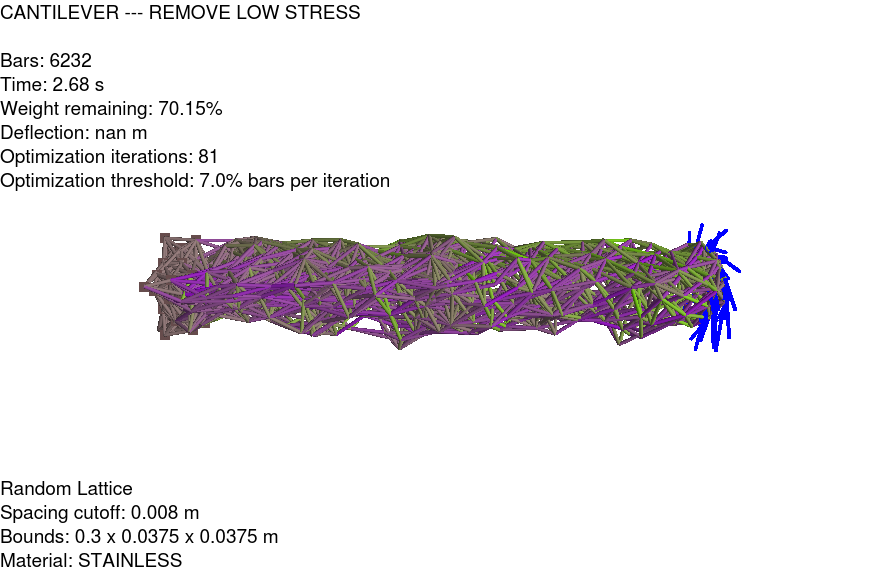 CANTILEVER --- REMOVE LOW STRESS
Bars: 6232
Time: 2.68 s
Weight remaining: 70.15%
Deflection: nan m
Optimization iterations: 81
Optimization threshold: 7.0% bars per iteration
Random Lattice
Spacing cutoff: 0.008 m
Bounds: 0.3 x 0.0375 x 0.0375 m
Material: STAINLESS